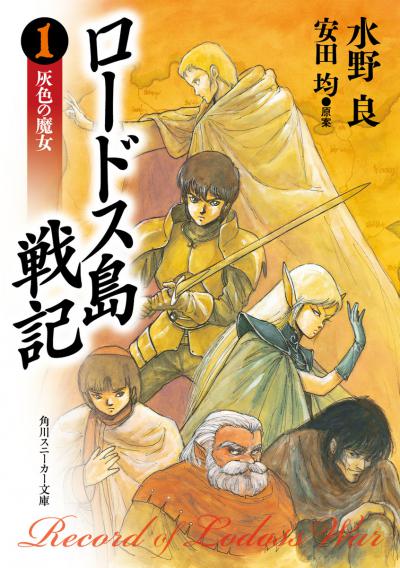 水野 良
安田 均●原案
ロードス島
戦記
1
灰色の魔女
角川スニーカー文庫
Record of Lodoss War